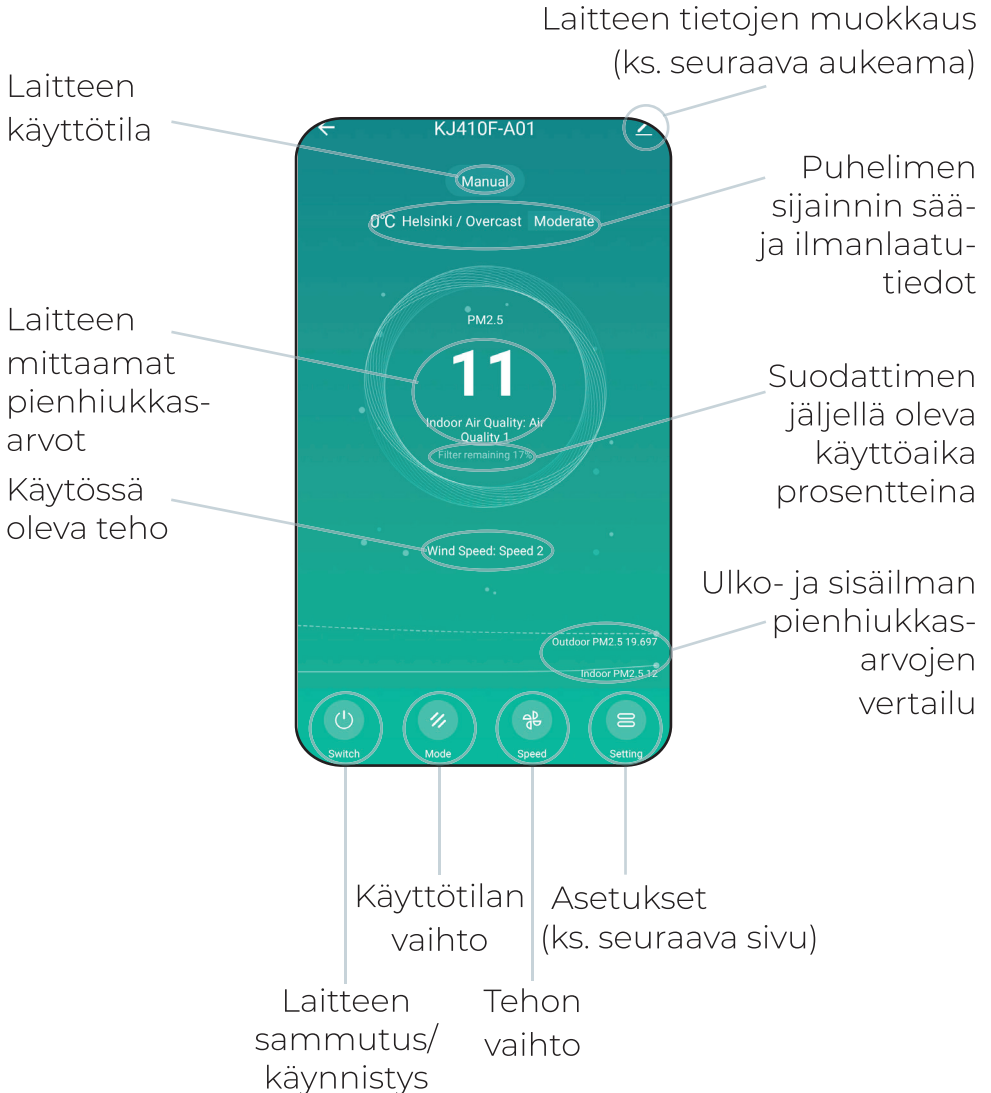 Laitteen tietojen muokkaus
(ks. seuraava aukeama)
Laitteen
käyttötila
KJ410F-A01
Manual
0°C Helsinki / Overcast Moderate
Puhelimen
sijainnin sää-
ja ilmanlaatu-
tiedot
Laitteen
mittaamat
pienhiukkas-
arvot
PM2.5
11
Indoor Air Quality: Air
Quality 1
Filter remaining 17%
Suodattimen
jäljellä oleva
käyttöaika
prosentteina
Käytössä
oleva teho
Wind Speed: Speed 2
Ulko- ja sisäilman
pienhiukkas-
arvojen
vertailu
Outdoor PM2.5 19.697
Indoor PM2.5 12
Switch
Mode
Speed
Setting
Käyttötilan
vaihto
Asetukset
(ks. seuraava sivu)
Laitteen
sammutus/
käynnistys
Tehon
vaihto